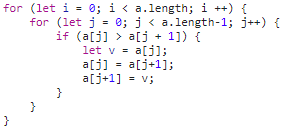 for (let i = 0; i < a.length; i ++) {
    for (let j = 0; j < a.length-1; j++) {
        if (a[j] > a[j + 1]) {
            let v = a[j];
            a[j] = a[j+1];
            a[j+1] = v;
        }
    }
}